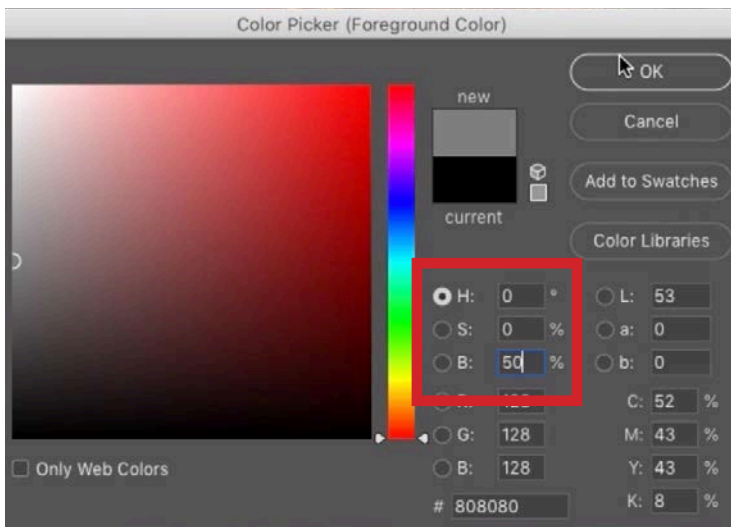 Color Picker (Foreground Color)
new
current
OK
Cancel
Add to Swatches
Color Libraries
H: 0 °
S: 0 %
B: 50 %
G: 128
B: 128
# 808080
L: 53
a: 0
b: 0
C: 52 %
M: 43 %
Y: 43 %
K: 8 %
Only Web Colors